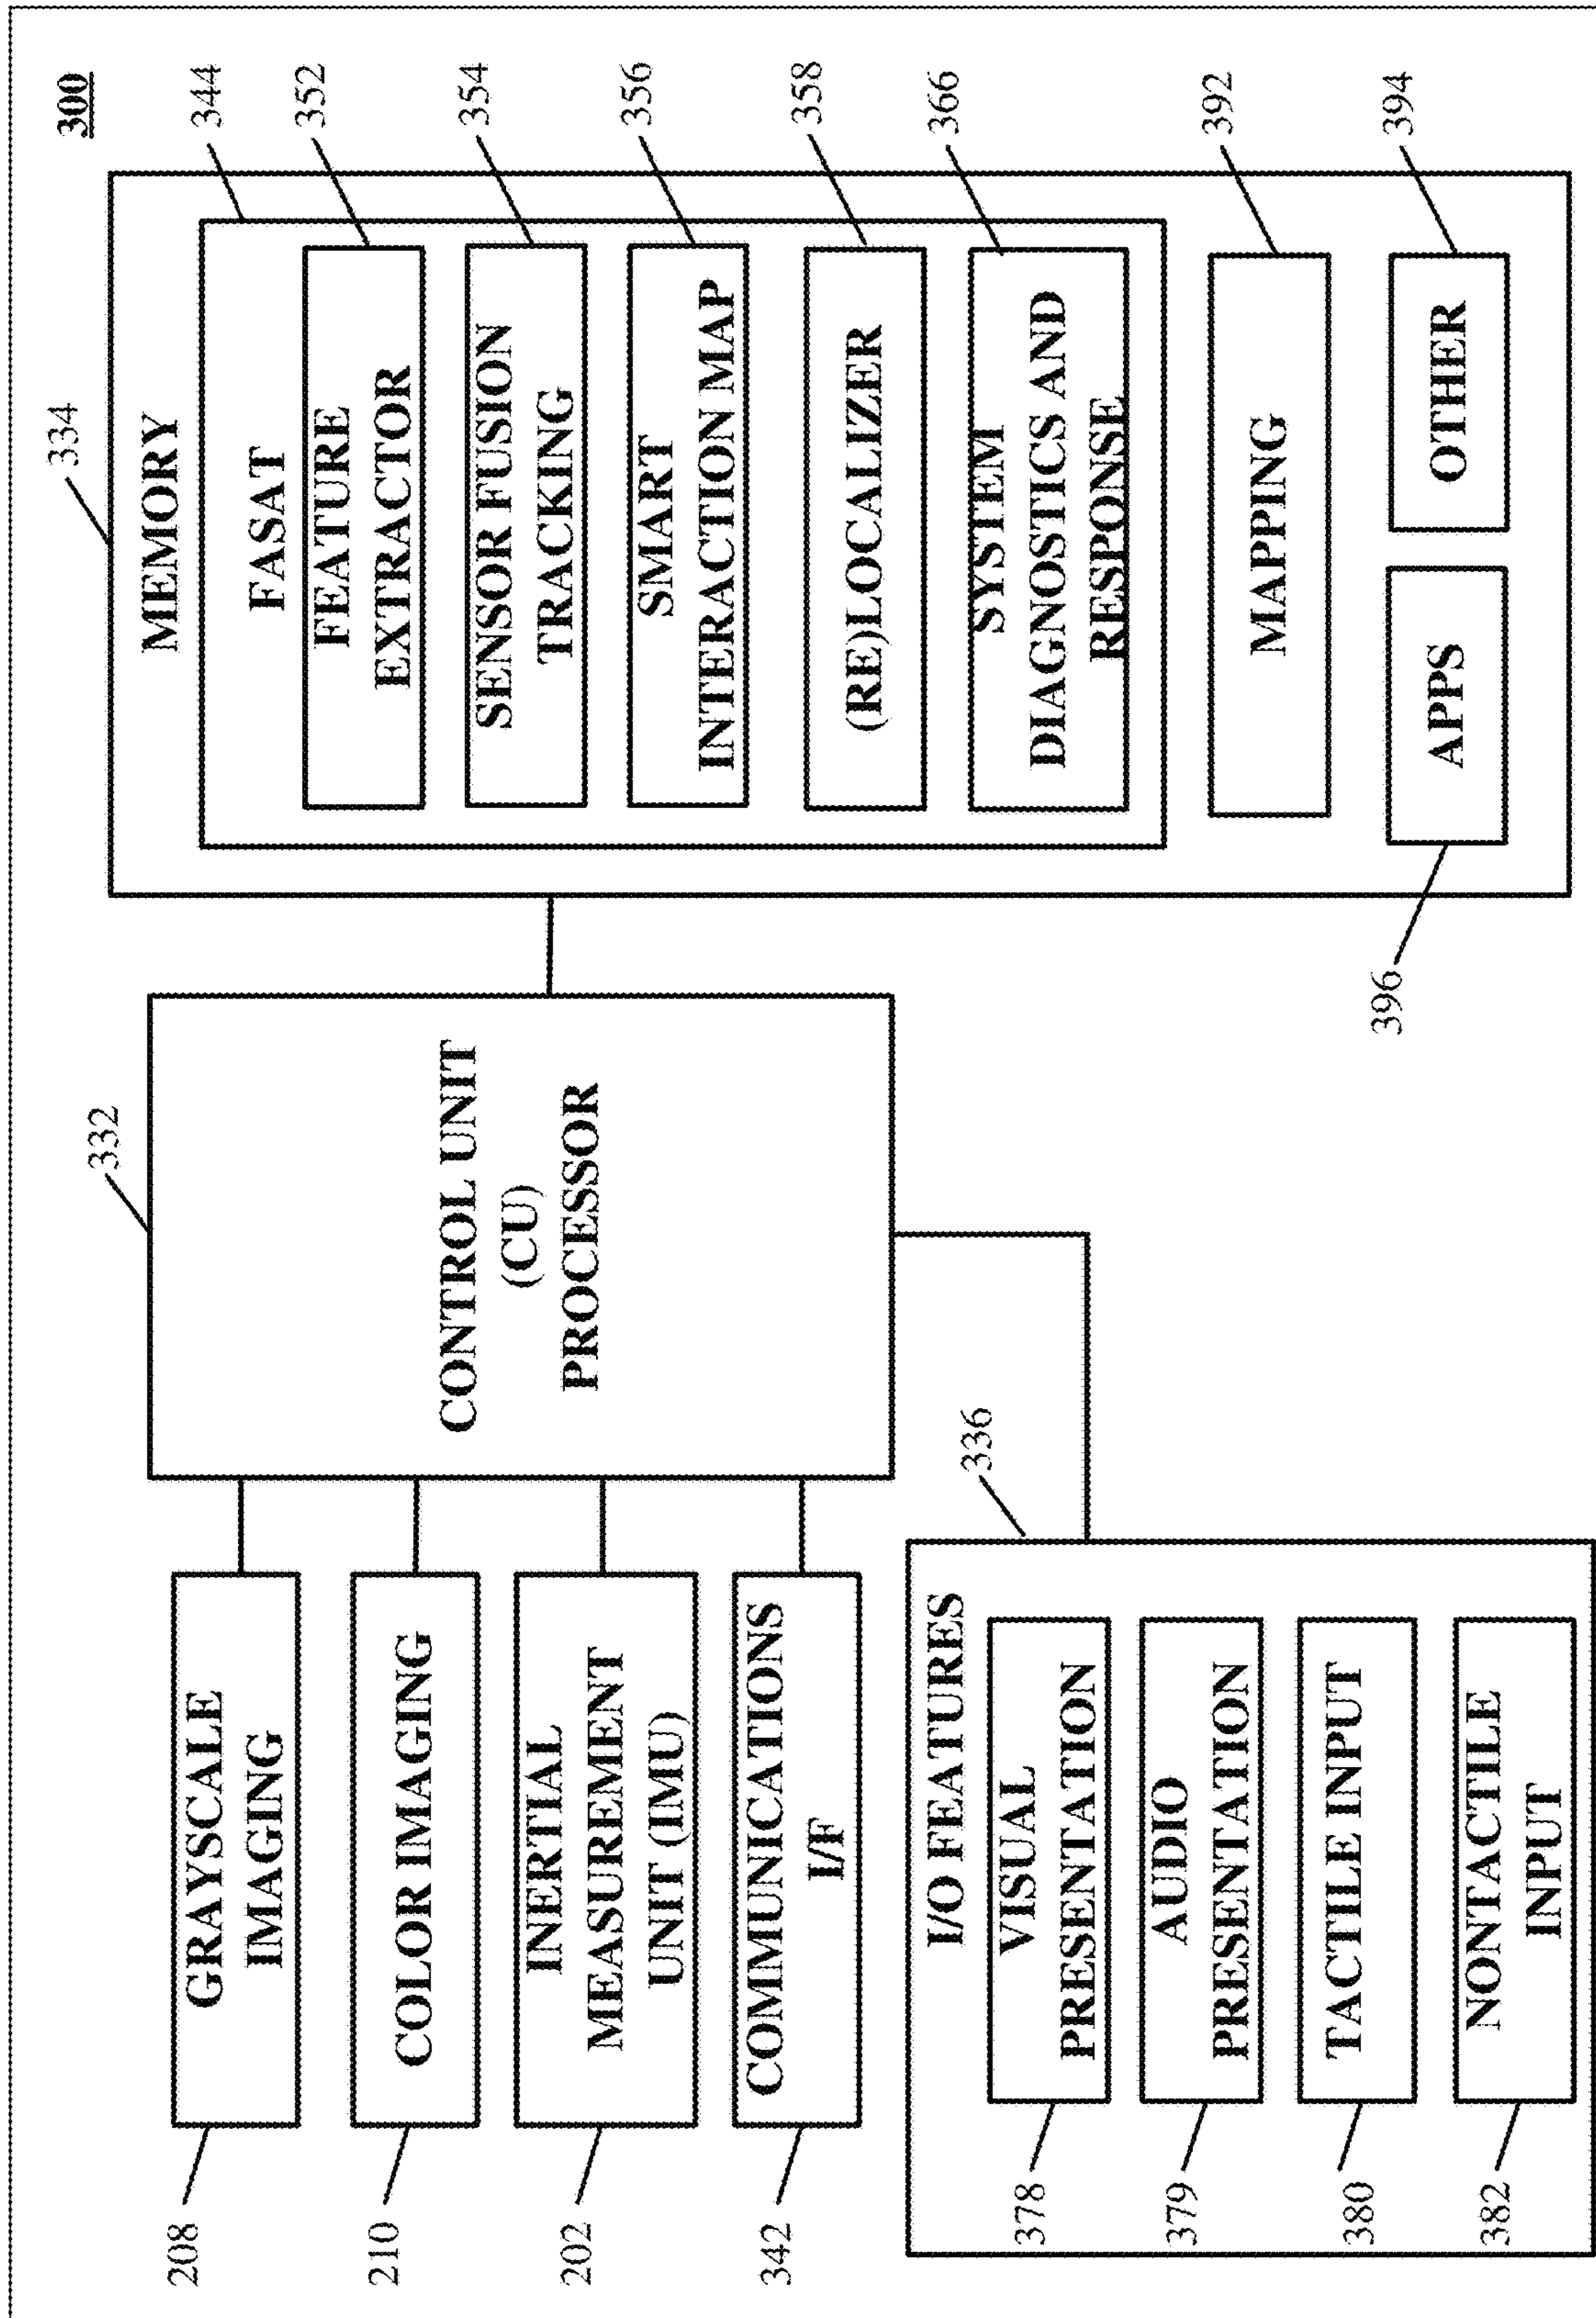 300
208
GRAYSCALE
IMAGING
210
COLOR IMAGING
202
INERTIAL
MEASUREMENT
UNIT (IMU)
342
COMMUNICATIONS
I/F
332
CONTROL UNIT
(CU)
PROCESSOR
336
I/O FEATURES
378
VISUAL
PRESENTATION
379
AUDIO
PRESENTATION
380
TACTILE INPUT
382
NONTACTILE
INPUT
334
MEMORY
344
FASAT
352
FEATURE
EXTRACTOR
354
SENSOR FUSION
TRACKING
356
SMART
INTERACTION MAP
358
(RE)LOCALIZER
366
SYSTEM
DIAGNOSTICS AND
RESPONSE
392
MAPPING
396
APPS
394
OTHER